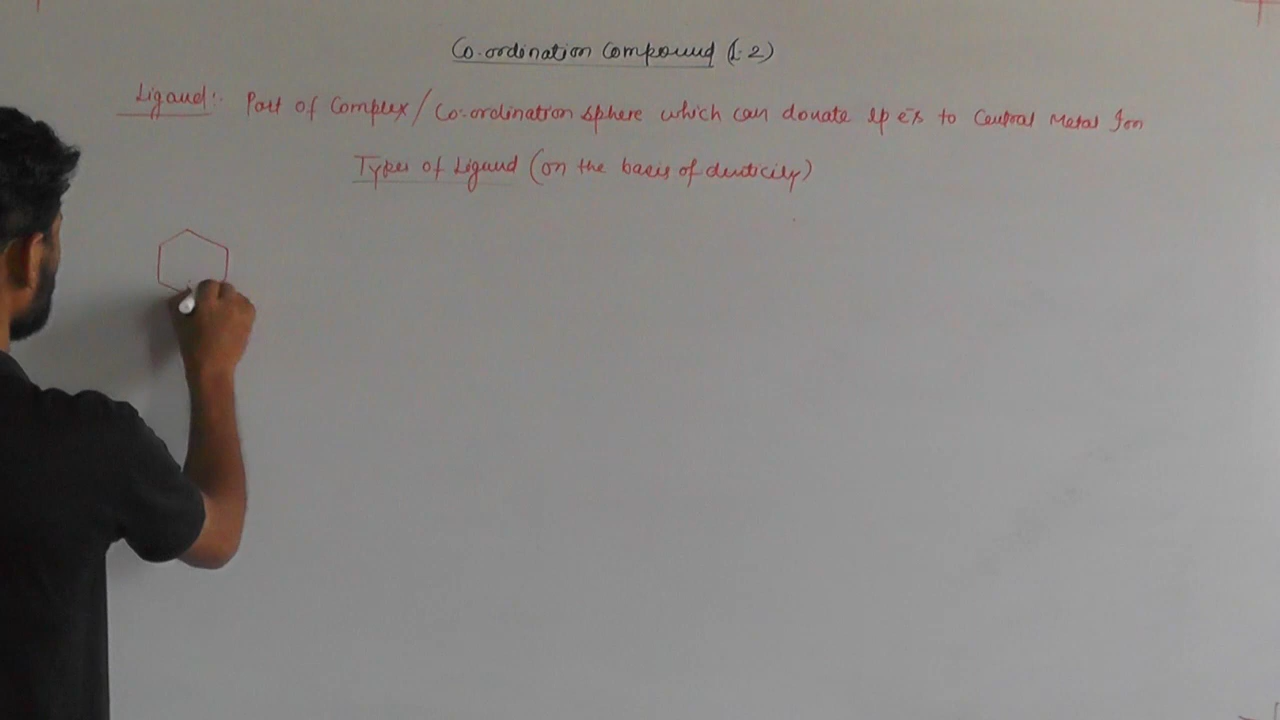 Co-ordination Compound (L-2)
Ligand:- Part of Complex/Co-ordination sphere which can donate lp e⁻s to Central Metal Ion
Types of Ligand (on the basis of denticity)